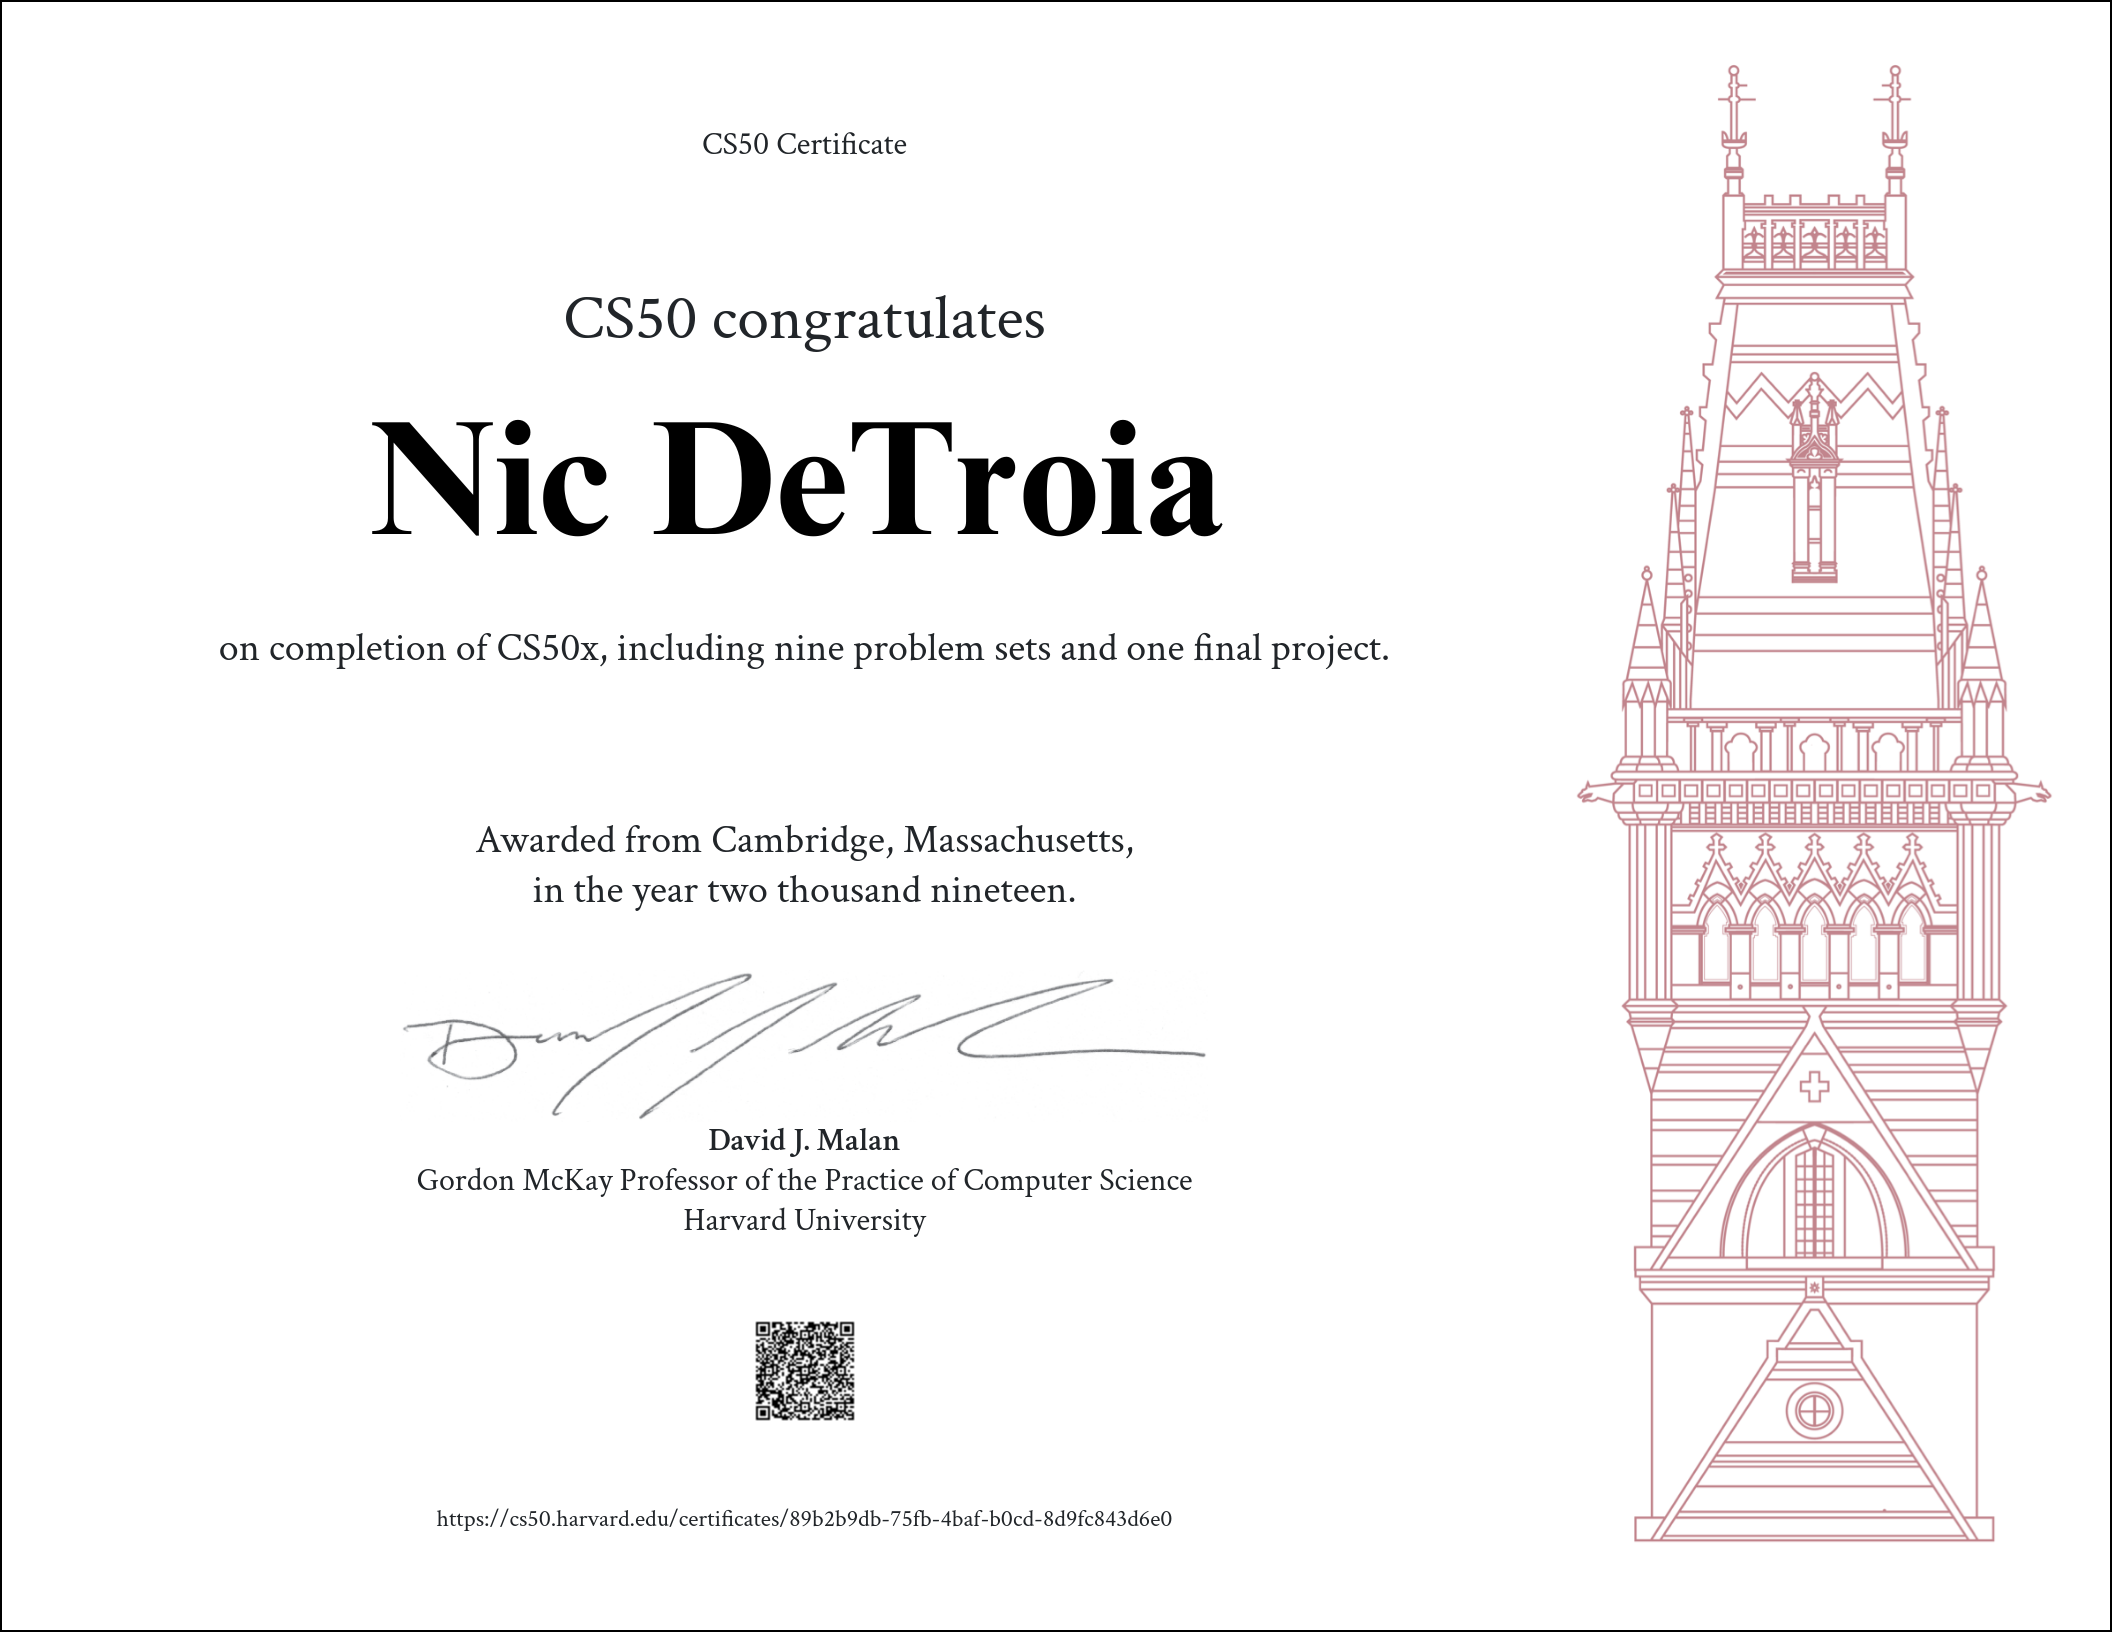 CS50 Certificate
CS50 congratulates
Nic DeTroia
on completion of CS50x, including nine problem sets and one final project.
Awarded from Cambridge, Massachusetts,
in the year two thousand nineteen.
David J. Malan
Gordon McKay Professor of the Practice of Computer Science
Harvard University
https://cs50.harvard.edu/certificates/89b2b9db-75fb-4baf-b0cd-8d9fc843d6e0